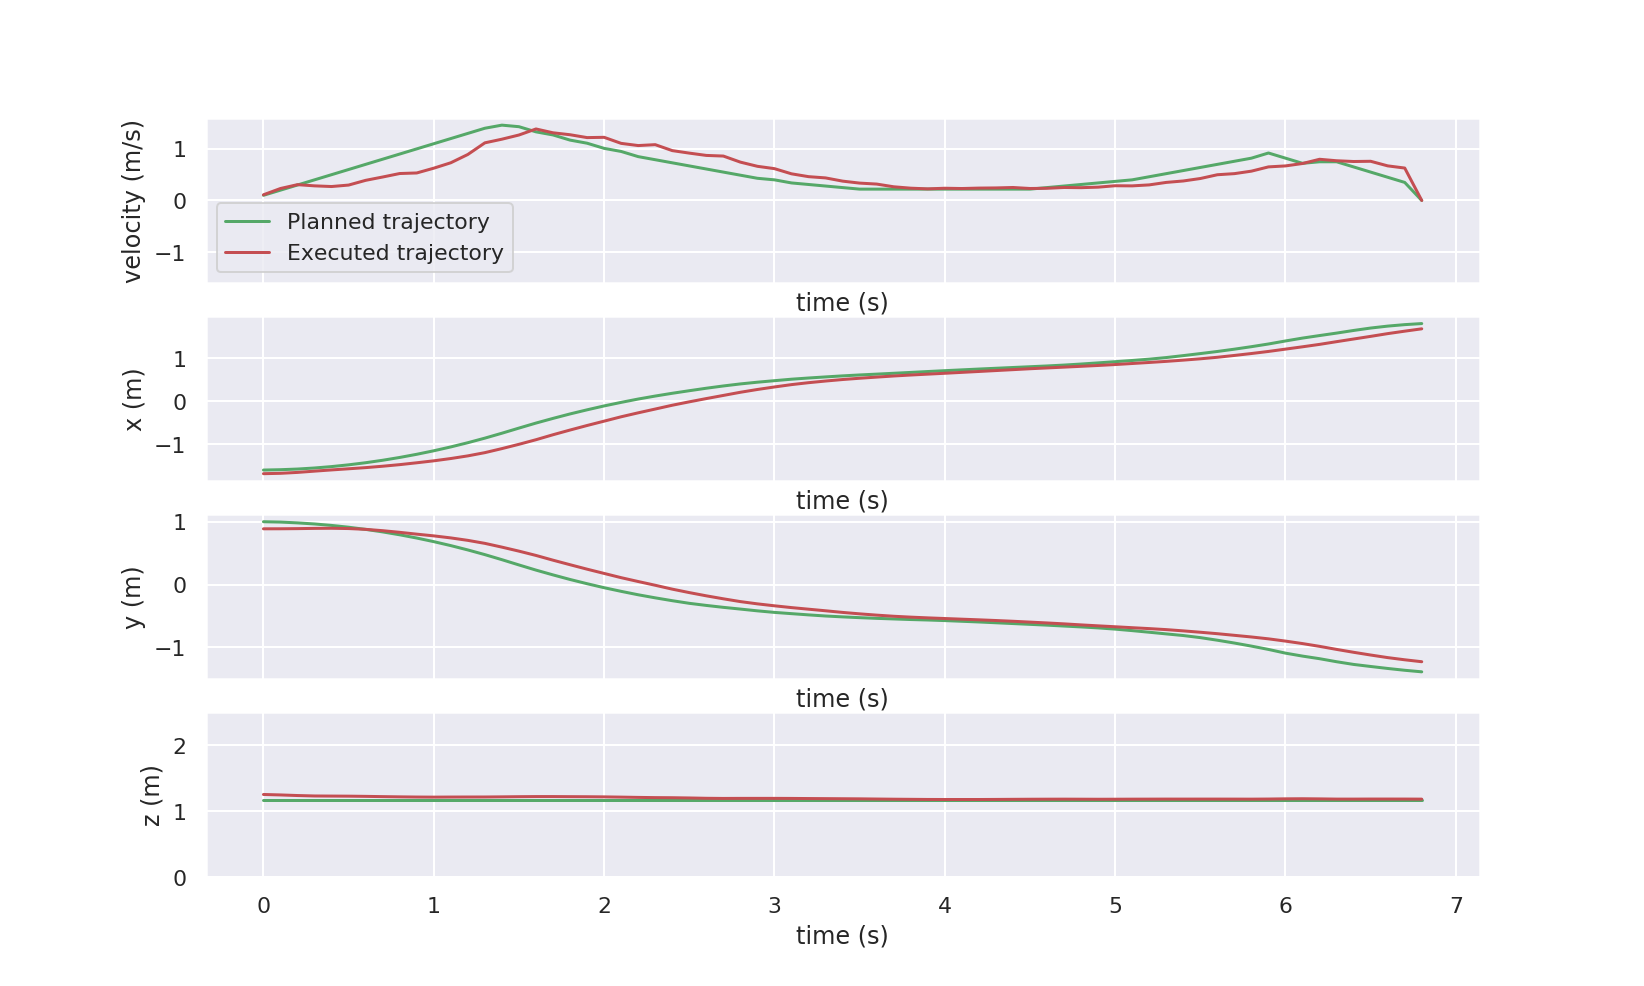 velocity (m/s)
1
0
−1
Planned trajectory
Executed trajectory
time (s)
x (m)
1
0
−1
time (s)
y (m)
1
0
−1
time (s)
z (m)
2
1
0
0 1 2 3 4 5 6 7
time (s)